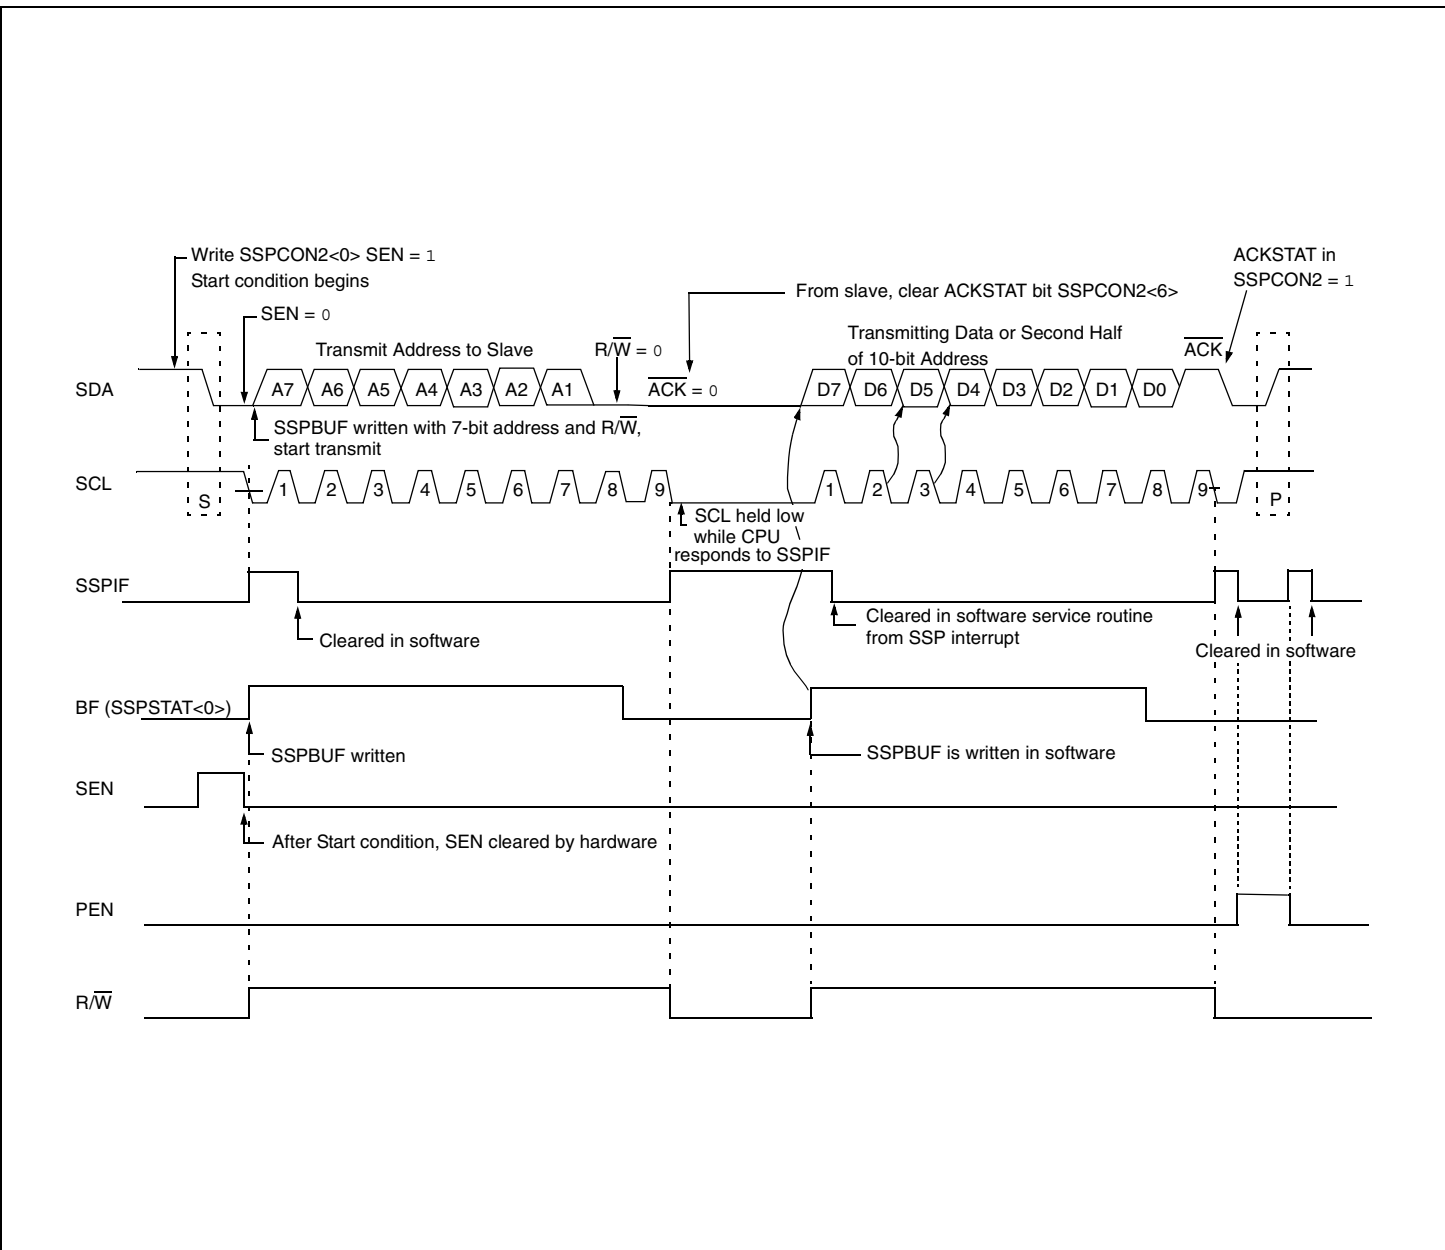 Write SSPCON2<0> SEN = 1
Start condition begins
ACKSTAT in
SSPCON2 = 1
From slave, clear ACKSTAT bit SSPCON2<6>
SEN = 0
Transmitting Data or Second Half
of 10-bit Address
Transmit Address to Slave
R/W̅ = 0
A̅C̅K̅
SDA
A7 A6 A5 A4 A3 A2 A1
A̅C̅K̅ = 0
D7 D6 D5 D4 D3 D2 D1 D0
SSPBUF written with 7-bit address and R/W̅,
start transmit
SCL
S
1 2 3 4 5 6 7 8 9
1 2 3 4 5 6 7 8 9
P
SCL held low
while CPU
responds to SSPIF
SSPIF
Cleared in software
Cleared in software service routine
from SSP interrupt
Cleared in software
BF (SSPSTAT<0>)
SSPBUF written
SSPBUF is written in software
SEN
After Start condition, SEN cleared by hardware
PEN
R/W̅